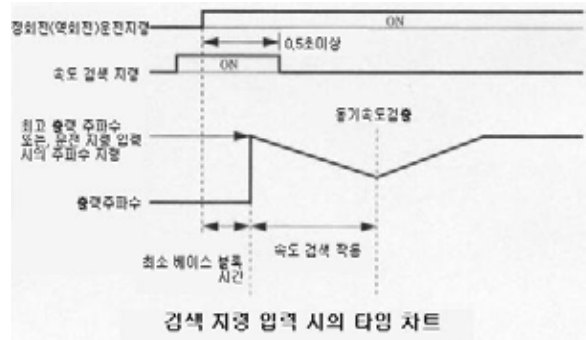 정회전(역회전)운전지령
ON
0.5초이상
속도 검색 지령
ON
최고 출력 주파수
또는, 운전 지령 입력
시의 주파수 지령
동기속도검출
출력주파수
최소 베이스 블록
시간
속도 검색 작동
검색 지령 입력 시의 타임 차트